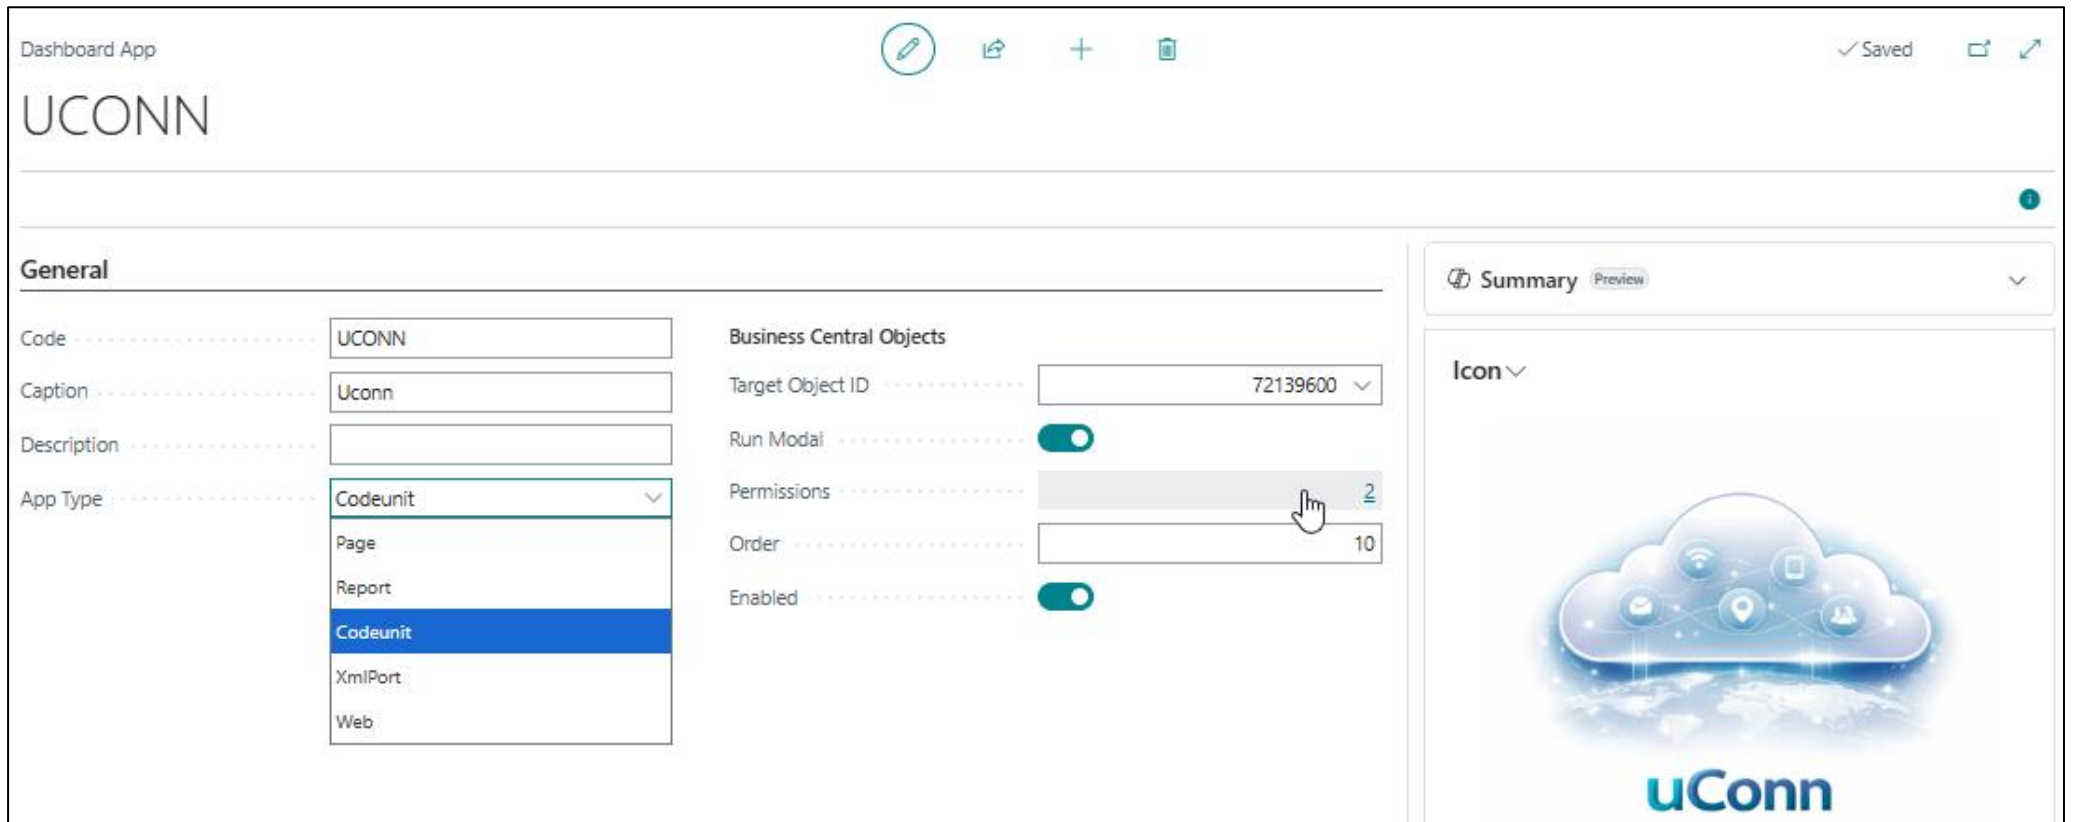 Dashboard App
Saved
UCONN
General
Code UCONN
Caption Uconn
Description
App Type Codeunit
Page
Report
Codeunit
XmlPort
Web
Business Central Objects
Target Object ID 72139600
Run Modal
Permissions 2
Order 10
Enabled
Summary Preview
Icon
uConn